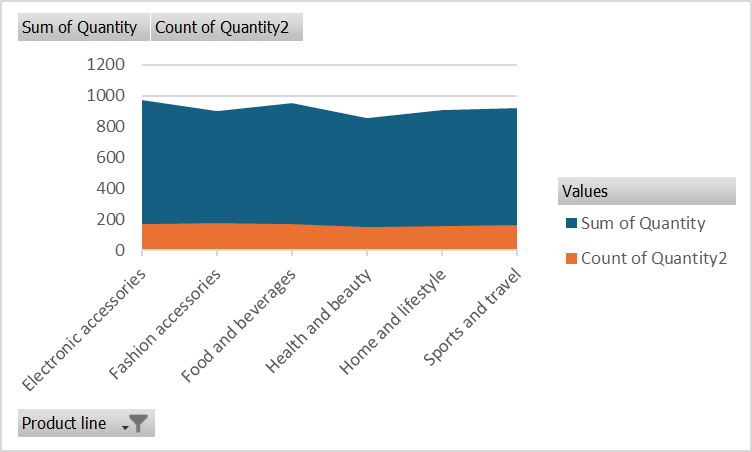 Sum of Quantity Count of Quantity2
1200
1000
800
600
400
200
0
Electronic accessories
Fashion accessories
Food and beverages
Health and beauty
Home and lifestyle
Sports and travel
Values
Sum of Quantity
Count of Quantity2
Product line